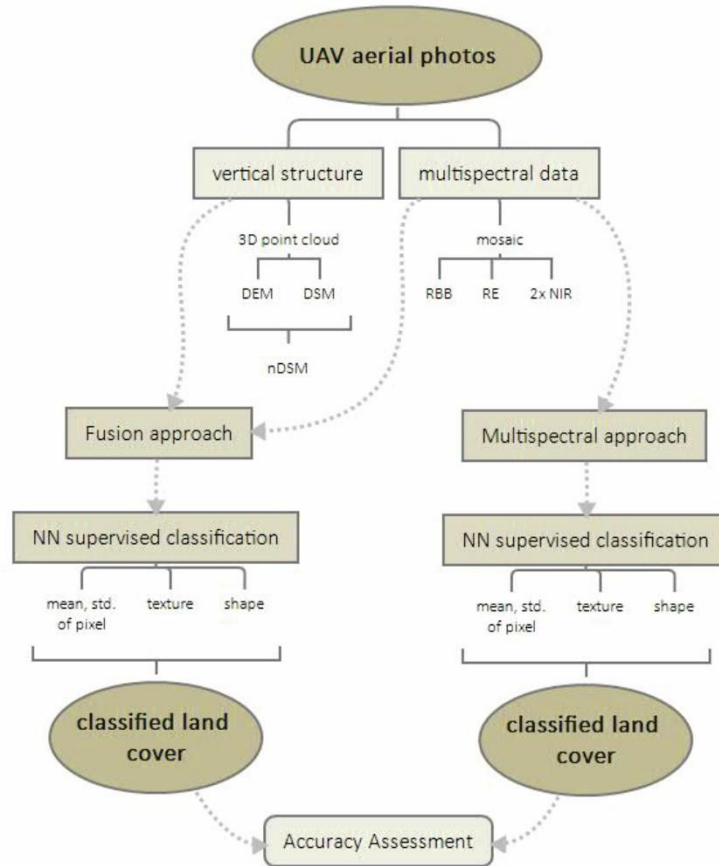 UAV aerial photos
vertical structure
multispectral data
3D point cloud
mosaic
DEM
DSM
RBB
RE
2x NIR
nDSM
Fusion approach
Multispectral approach
NN supervised classification
NN supervised classification
mean, std.
of pixel
texture
shape
mean, std.
of pixel
texture
shape
classified land
cover
classified land
cover
Accuracy Assessment